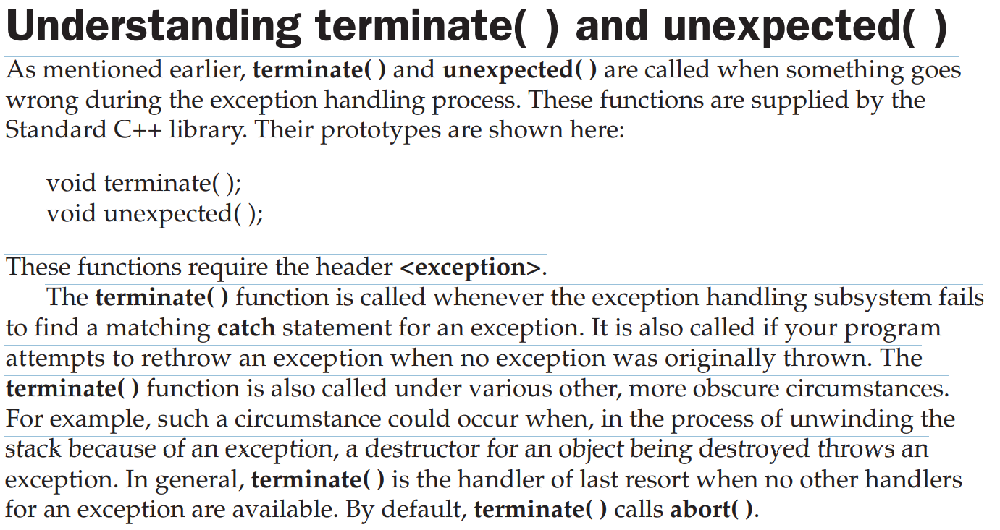 Understanding terminate( ) and unexpected( )
As mentioned earlier, terminate( ) and unexpected( ) are called when something goes
wrong during the exception handling process. These functions are supplied by the
Standard C++ library. Their prototypes are shown here:
void terminate( );
void unexpected( );
These functions require the header <exception>.
The terminate( ) function is called whenever the exception handling subsystem fails
to find a matching catch statement for an exception. It is also called if your program
attempts to rethrow an exception when no exception was originally thrown. The
terminate( ) function is also called under various other, more obscure circumstances.
For example, such a circumstance could occur when, in the process of unwinding the
stack because of an exception, a destructor for an object being destroyed throws an
exception. In general, terminate( ) is the handler of last resort when no other handlers
for an exception are available. By default, terminate( ) calls abort( ).